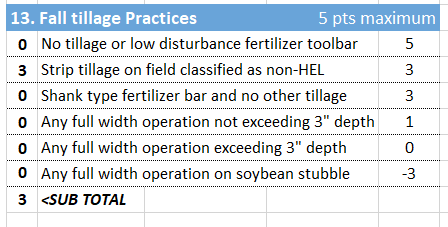 13. Fall tillage Practices 5 pts maximum
0 No tillage or low disturbance fertilizer toolbar 5
3 Strip tillage on field classified as non-HEL 3
0 Shank type fertilizer bar and no other tillage 3
0 Any full width operation not exceeding 3" depth 1
0 Any full width operation exceeding 3" depth 0
0 Any full width operation on soybean stubble -3
3 <SUB TOTAL